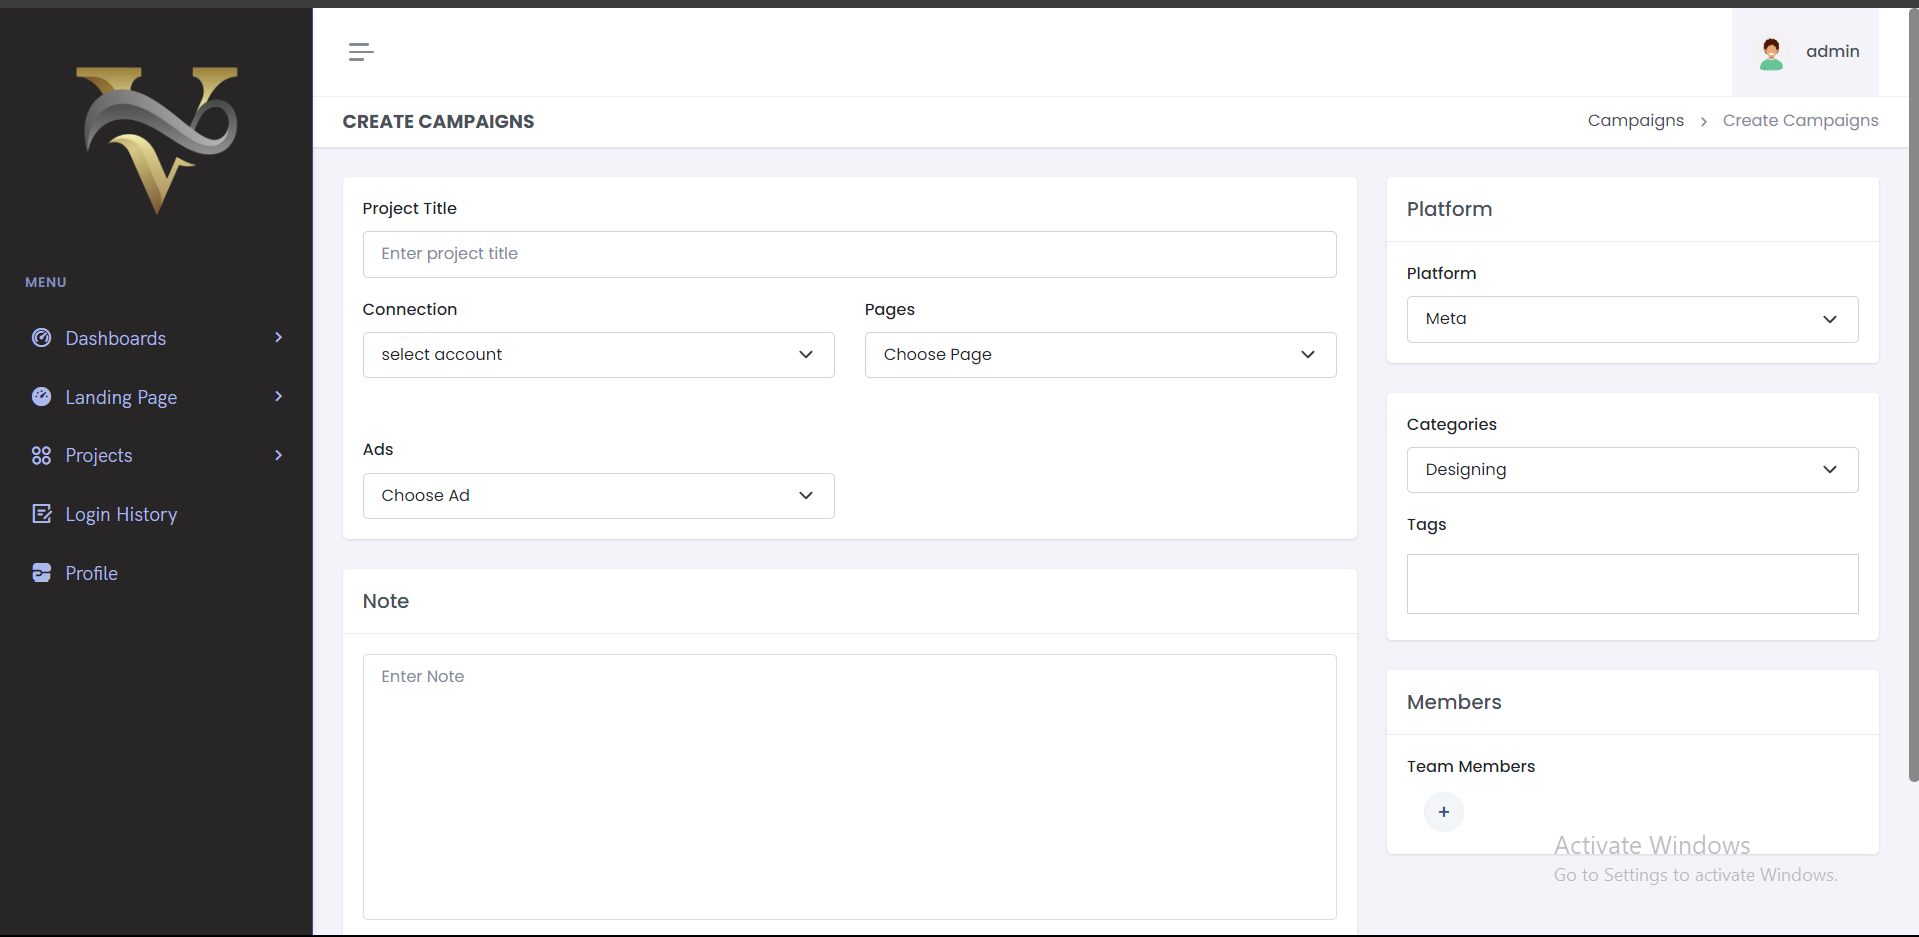 MENU
Dashboards
Landing Page
Projects
Login History
Profile
admin
CREATE CAMPAIGNS
Campaigns > Create Campaigns
Project Title
Enter project title
Connection
select account
Pages
Choose Page
Ads
Choose Ad
Note
Enter Note
Platform
Platform
Meta
Categories
Designing
Tags
Members
Team Members
+
Activate Windows
Go to Settings to activate Windows.